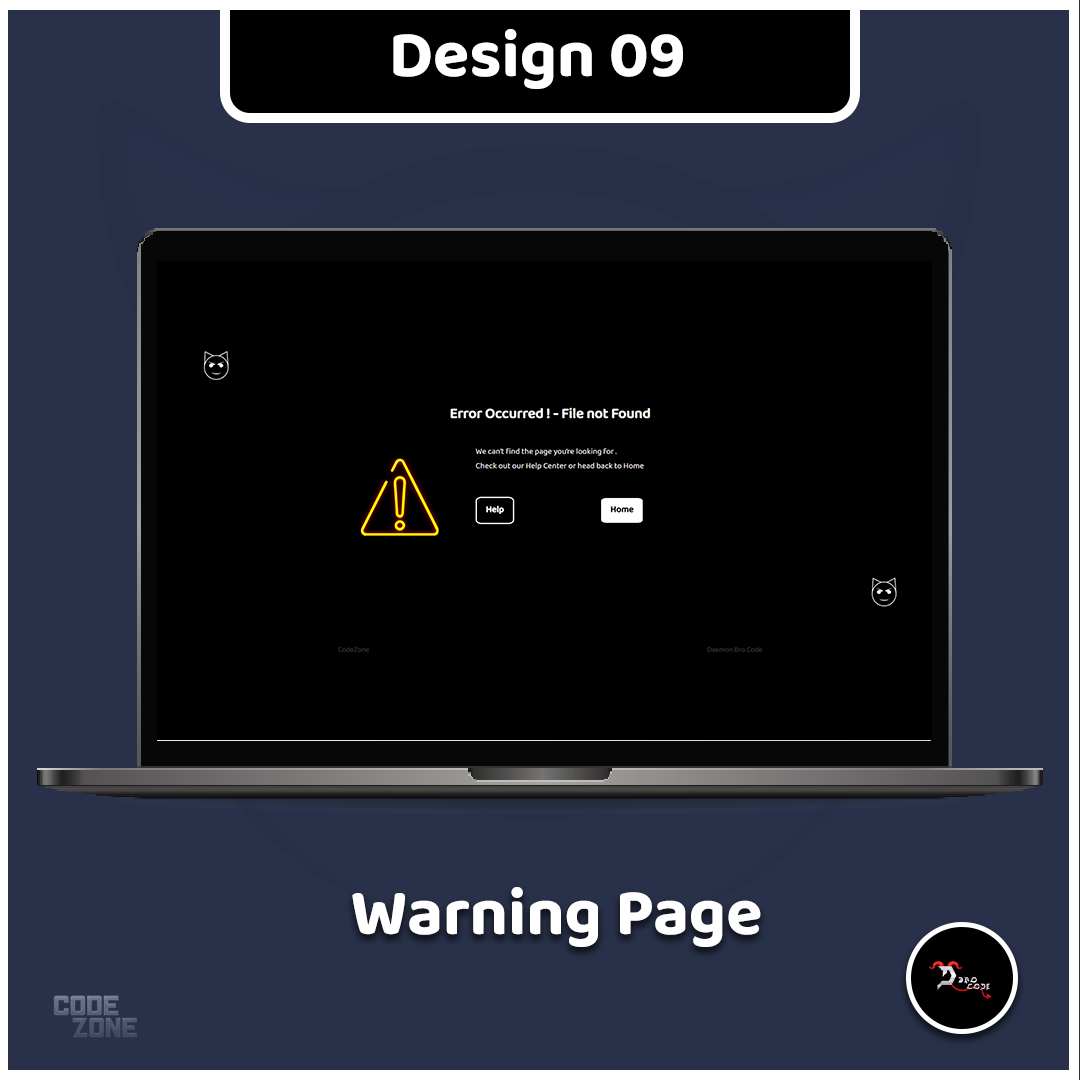 Design 09
Error Occurred ! - File not Found
We can't find the page you're looking for .
Check out our Help Center or head back to Home
Help
Home
CodeZone
Daemon Bro Code
Warning Page
CODE
ZONE
D BRO
CODE